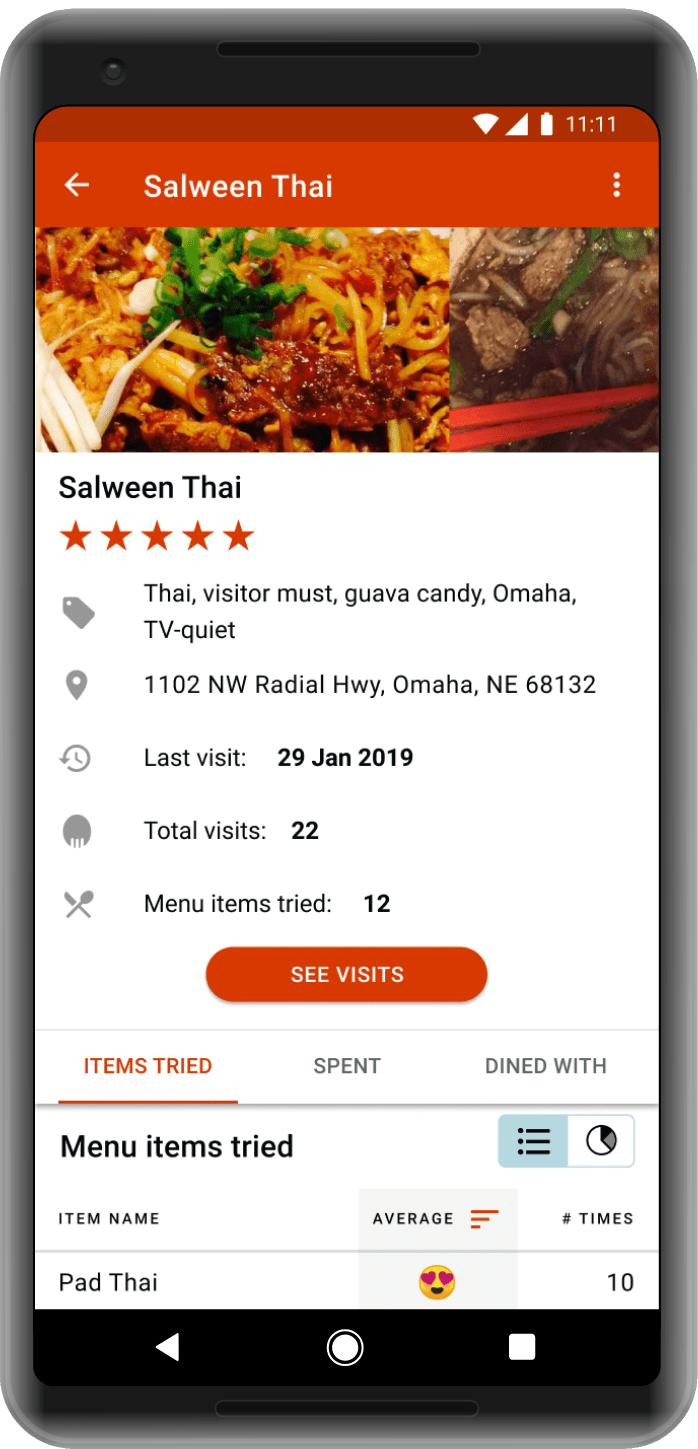 11:11
Salween Thai
Salween Thai
Thai, visitor must, guava candy, Omaha,
TV-quiet
1102 NW Radial Hwy, Omaha, NE 68132
Last visit: 29 Jan 2019
Total visits: 22
Menu items tried: 12
SEE VISITS
ITEMS TRIED SPENT DINED WITH
Menu items tried
ITEM NAME AVERAGE # TIMES
Pad Thai 10